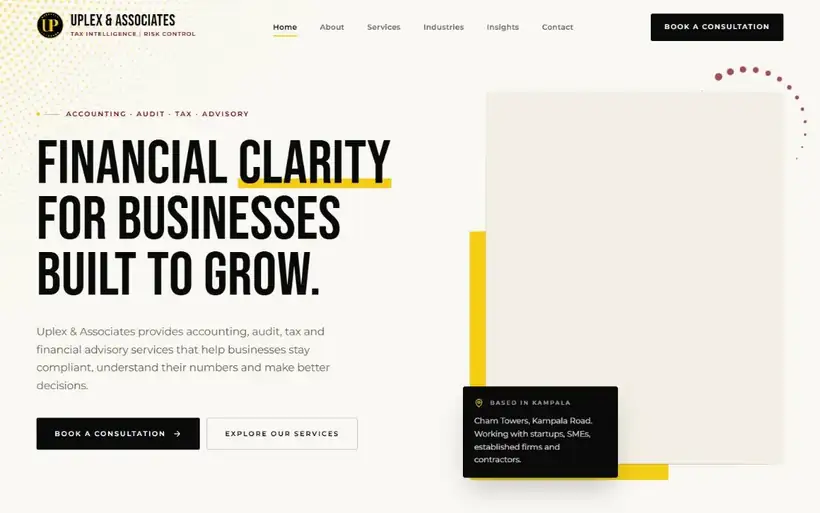 UP
UPLEX & ASSOCIATES
TAX INTELLIGENCE | RISK CONTROL
Home
About
Services
Industries
Insights
Contact
BOOK A CONSULTATION
ACCOUNTING · AUDIT · TAX · ADVISORY
FINANCIAL CLARITY
FOR BUSINESSES
BUILT TO GROW.
Uplex & Associates provides accounting, audit, tax and
financial advisory services that help businesses stay
compliant, understand their numbers and make better
decisions.
BOOK A CONSULTATION →
EXPLORE OUR SERVICES
BASED IN KAMPALA
Cham Towers, Kampala Road.
Working with startups, SMEs,
established firms and
contractors.